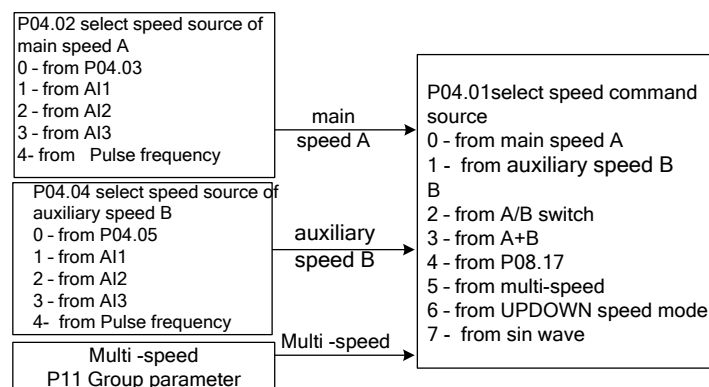 P04.02 select speed source of
main speed A
0 - from P04.03
1 - from AI1
2 - from AI2
3 - from AI3
4- from Pulse frequency
main
speed A
P04.04 select speed source of
auxiliary speed B
0 - from P04.05
1 - from AI1
2 - from AI2
3 - from AI3
4- from Pulse frequency
auxiliary
speed B
Multi -speed
P11 Group parameter
Multi -speed
P04.01select speed command
source
0 - from main speed A
1 - from auxiliary speed B
B
2 - from A/B switch
3 - from A+B
4 - from P08.17
5 - from multi-speed
6 - from UPDOWN speed mode
7 - from sin wave